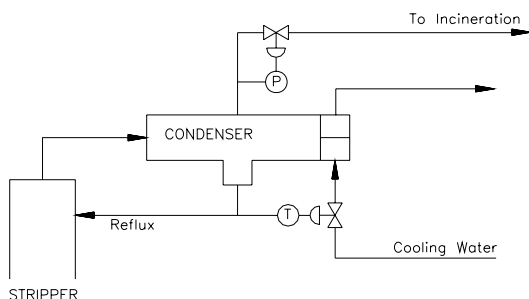 To Incineration
P
CONDENSER
T
Reflux
Cooling Water
STRIPPER